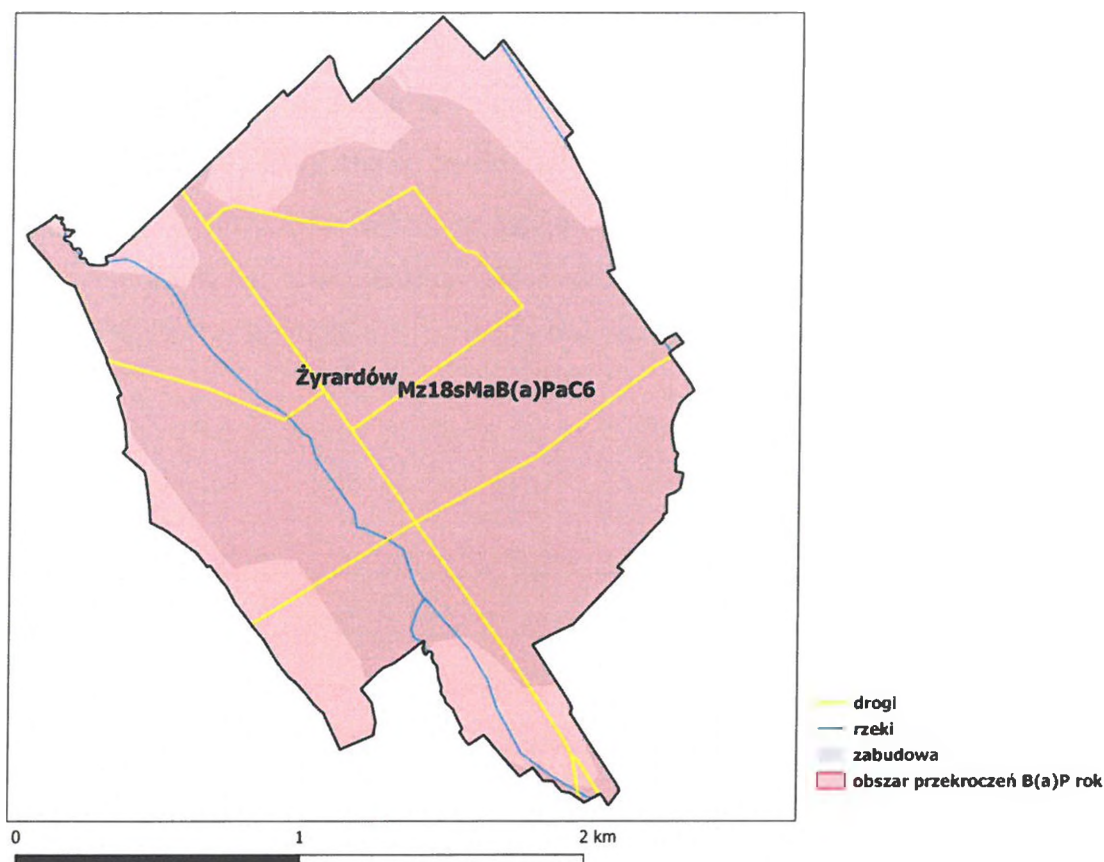 Żyrardów
Mz18sMaB(a)PaC6
drogi
rzeki
zabudowa
obszar przekroczeń B(a)P rok
0 1 2 km